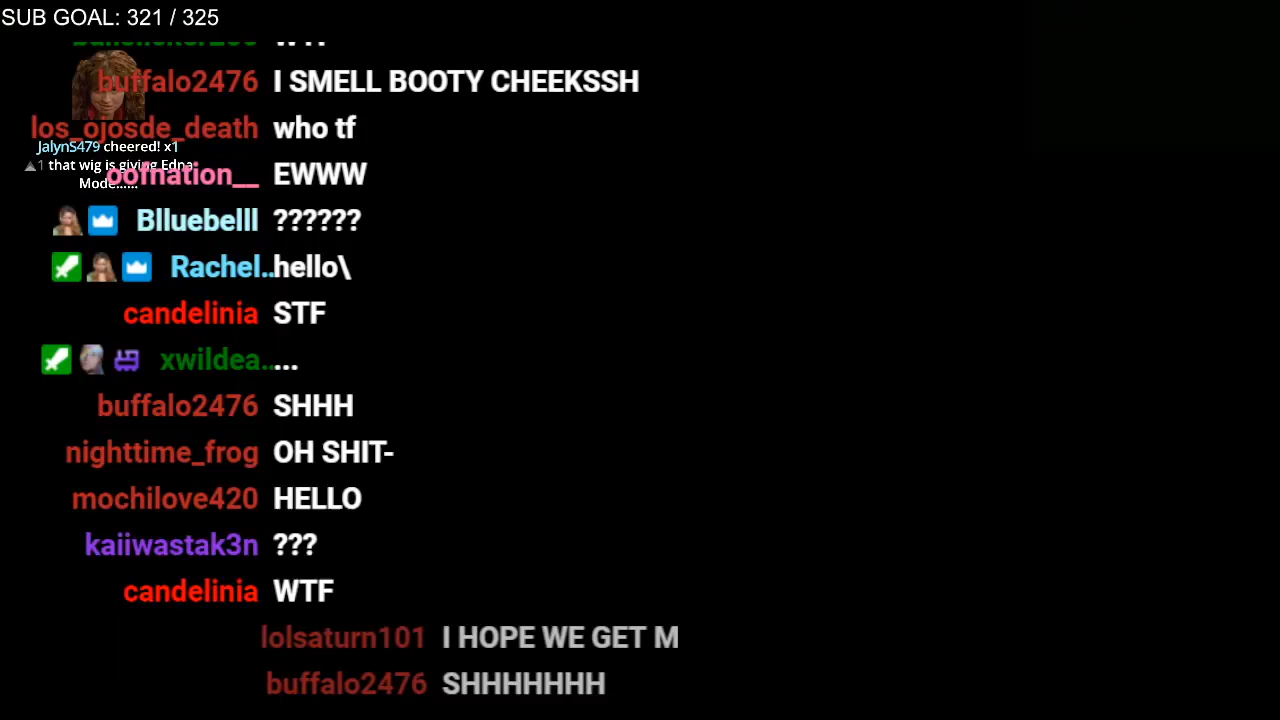 SUB GOAL: 321 / 325
buffalo2476 I SMELL BOOTY CHEEKSSH
los_ojosde_death who tf
JalynS479 cheered! x1
1 that wig is giving Edna
Mode......
oofnation__ EWWW
Blluebelll ??????
Rachel.. hello\
candelinia STF
xwildea.. ...
buffalo2476 SHHH
nighttime_frog OH SHIT-
mochilove420 HELLO
kaiiwastak3n ???
candelinia WTF
lolsaturn101 I HOPE WE GET M
buffalo2476 SHHHHHHH